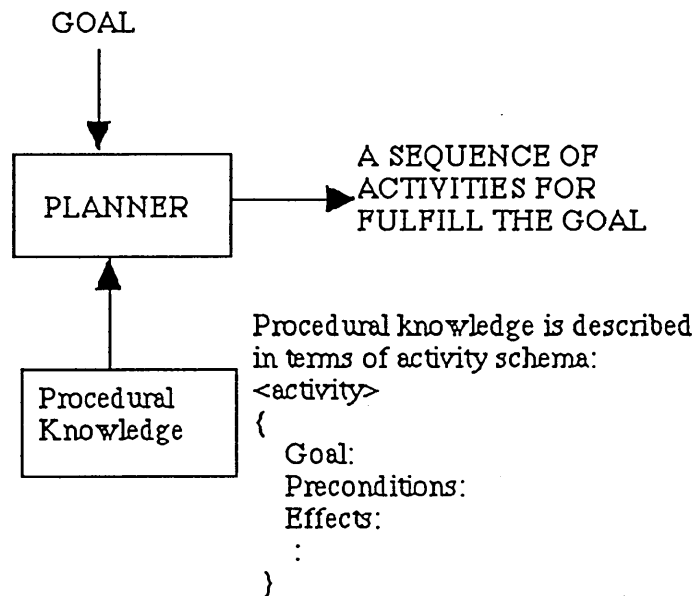 GOAL
PLANNER
A SEQUENCE OF
ACTIVITIES FOR
FULFILL THE GOAL
Procedural
Knowledge
Procedural knowledge is described
in terms of activity schema:
<activity>
{
Goal:
Preconditions:
Effects:
:
}